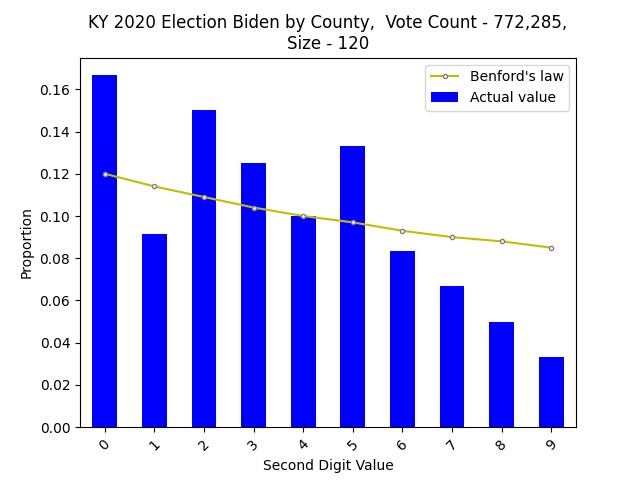 KY 2020 Election Biden by County,  Vote Count - 772,285,
Size - 120
Benford's law
Actual value
0.16
0.14
0.12
0.10
0.08
0.06
0.04
0.02
0.00
Proportion
0 1 2 3 4 5 6 7 8 9
Second Digit Value